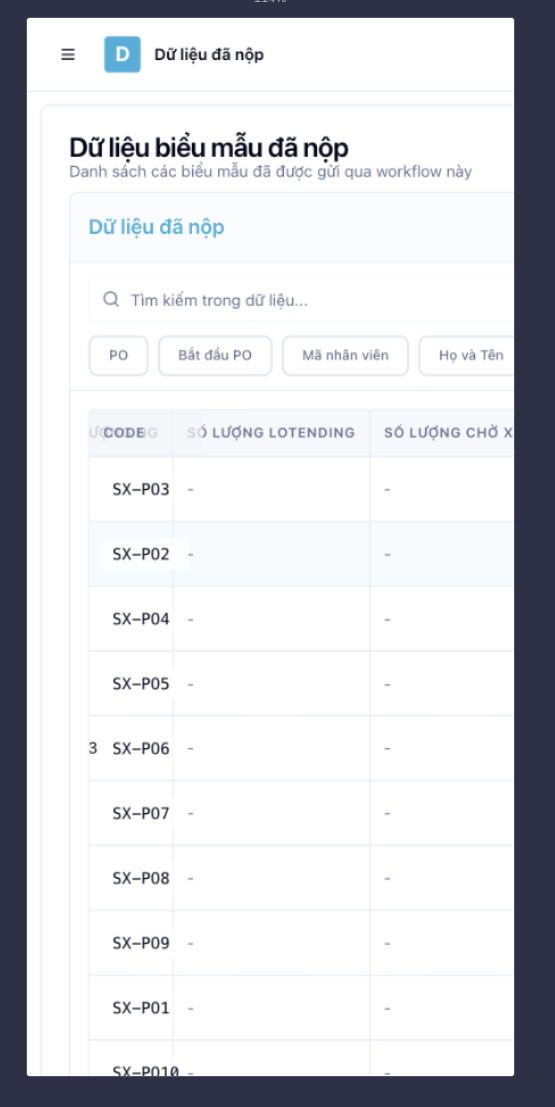 114%
D Dữ liệu đã nộp
Dữ liệu biểu mẫu đã nộp
Danh sách các biểu mẫu đã được gửi qua workflow này
Dữ liệu đã nộp
Tìm kiếm trong dữ liệu...
PO Bắt đầu PO Mã nhân viên Họ và Tên
CODE SỐ LƯỢNG LOTENDING SỐ LƯỢNG CHỜ X
SX-P03 - -
SX-P02 - -
SX-P04 - -
SX-P05 - -
3 SX-P06 - -
SX-P07 - -
SX-P08 - -
SX-P09 - -
SX-P01 - -
SX-P010 -